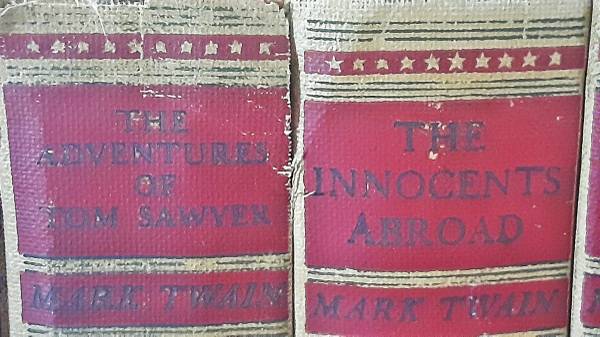 THE
ADVENTURES
OF
TOM SAWYER
MARK TWAIN
THE
INNOCENTS
ABROAD
MARK TWAIN